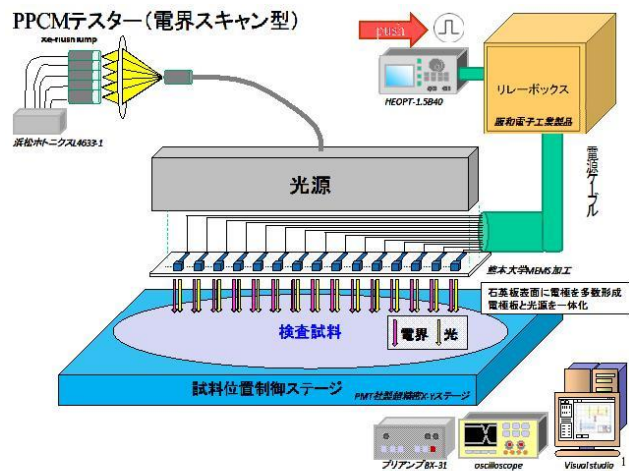 PPCMテスター（電界スキャン型）
Xe-flush lump
push
HEOPT-1.5B40
リレーボックス
阪和電子工業製品
浜松ホトニクスL4633-1
光源
電源ケーブル
熊本大学MEMS加工
石英板表面に電極を多数形成
電極板と光源を一体化
検査試料
電界
光
試料位置制御ステージ
PMT社製超精密X-Yステージ
プリアンプBX-31
oscilloscope
Visual studio
1